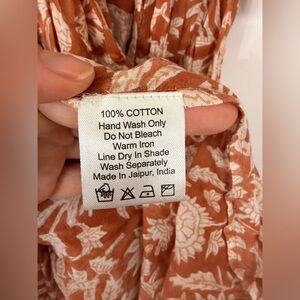 100% COTTON
Hand Wash Only
Do Not Bleach
Warm Iron
Line Dry In Shade
Wash Separately
Made In Jaipur, India